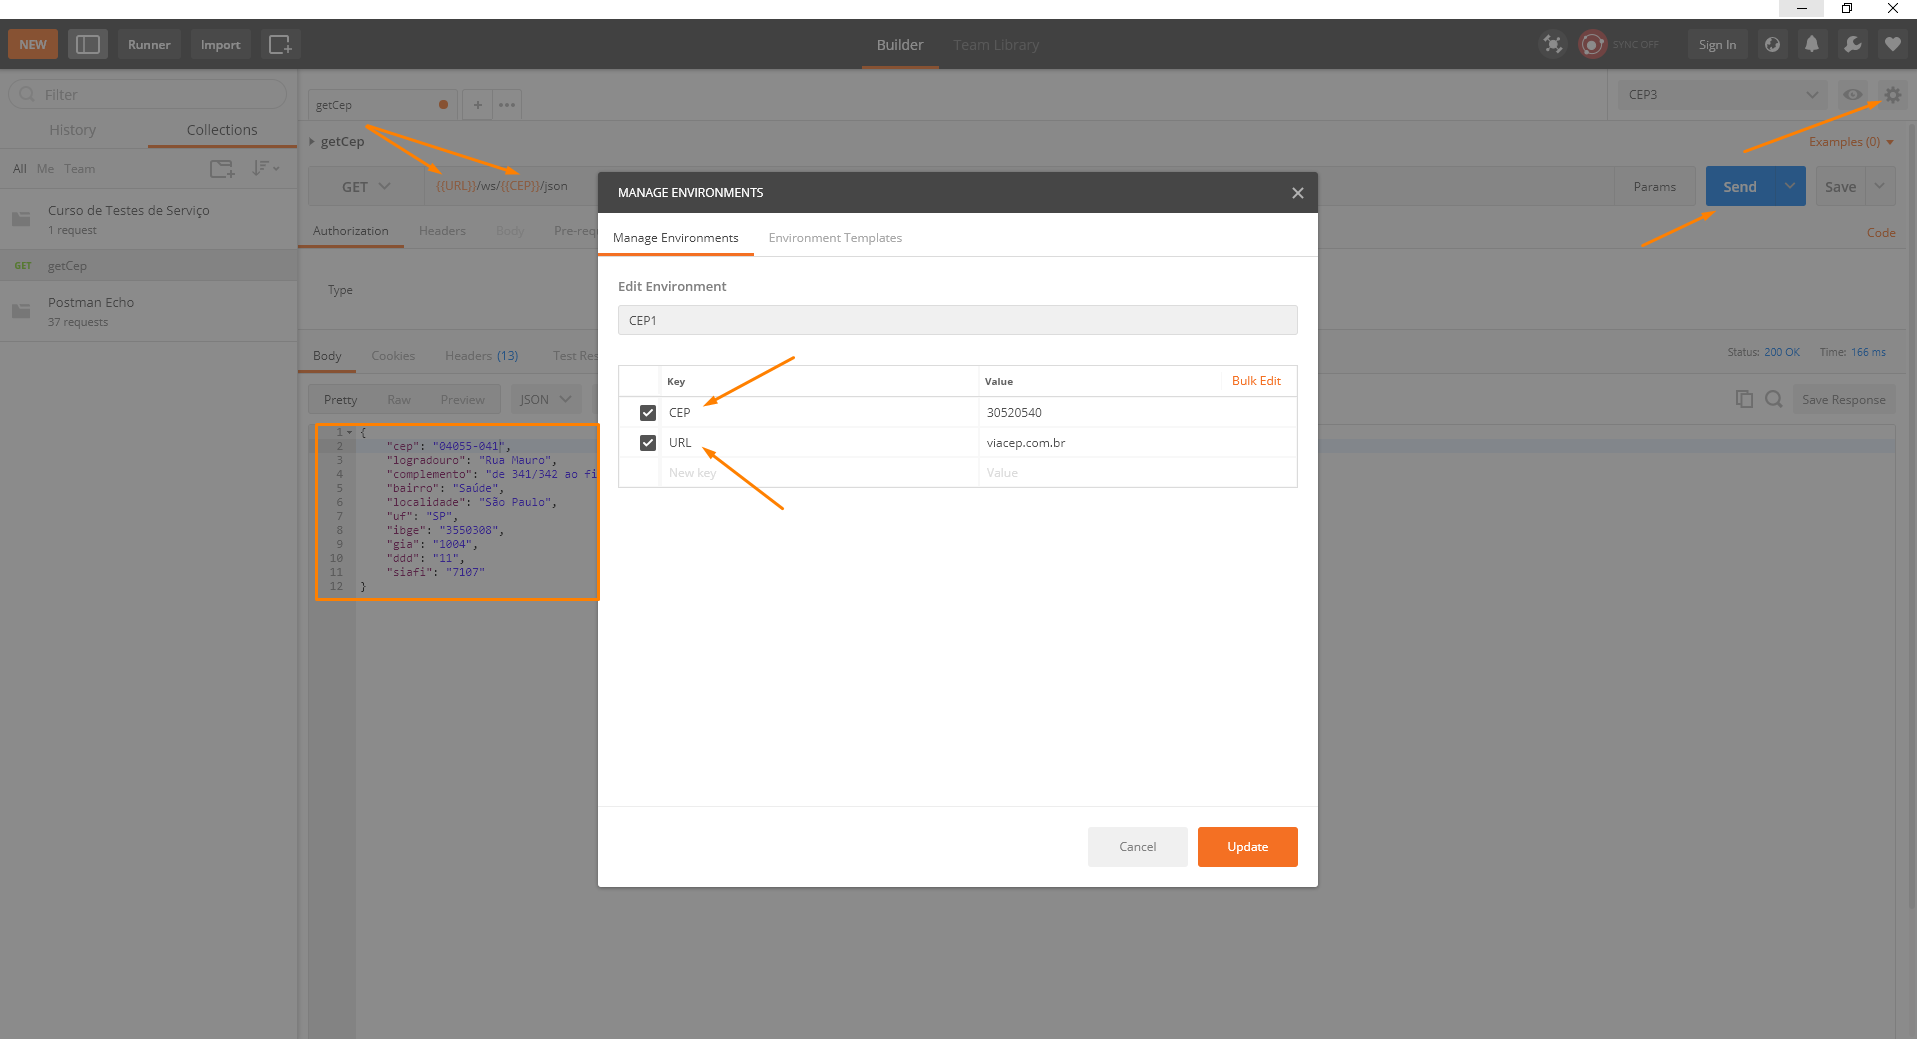 NEW
Runner
Import
Builder
Team Library
SYNC OFF
Sign In
Filter
History
Collections
All Me Team
Curso de Testes de Serviço
1 request
GET getCep
Postman Echo
37 requests
getCep
+
•••
CEP3
getCep
Examples (0)
GET
{{URL}}/ws/{{CEP}}/json
Params
Send
Save
Authorization
Headers
Body
Pre-req
Code
Type
Body
Cookies
Headers (13)
Test Res
Status: 200 OK
Time: 166 ms
Pretty
Raw
Preview
JSON
Save Response
1 {
2 "cep": "04055-041",
3 "logradouro": "Rua Mauro",
4 "complemento": "de 341/342 ao fi
5 "bairro": "Saúde",
6 "localidade": "São Paulo",
7 "uf": "SP",
8 "ibge": "3550308",
9 "gia": "1004",
10 "ddd": "11",
11 "siafi": "7107"
12 }
MANAGE ENVIRONMENTS
Manage Environments
Environment Templates
Edit Environment
CEP1
Key Value Bulk Edit
CEP 30520540
URL viacep.com.br
New key Value
Cancel
Update